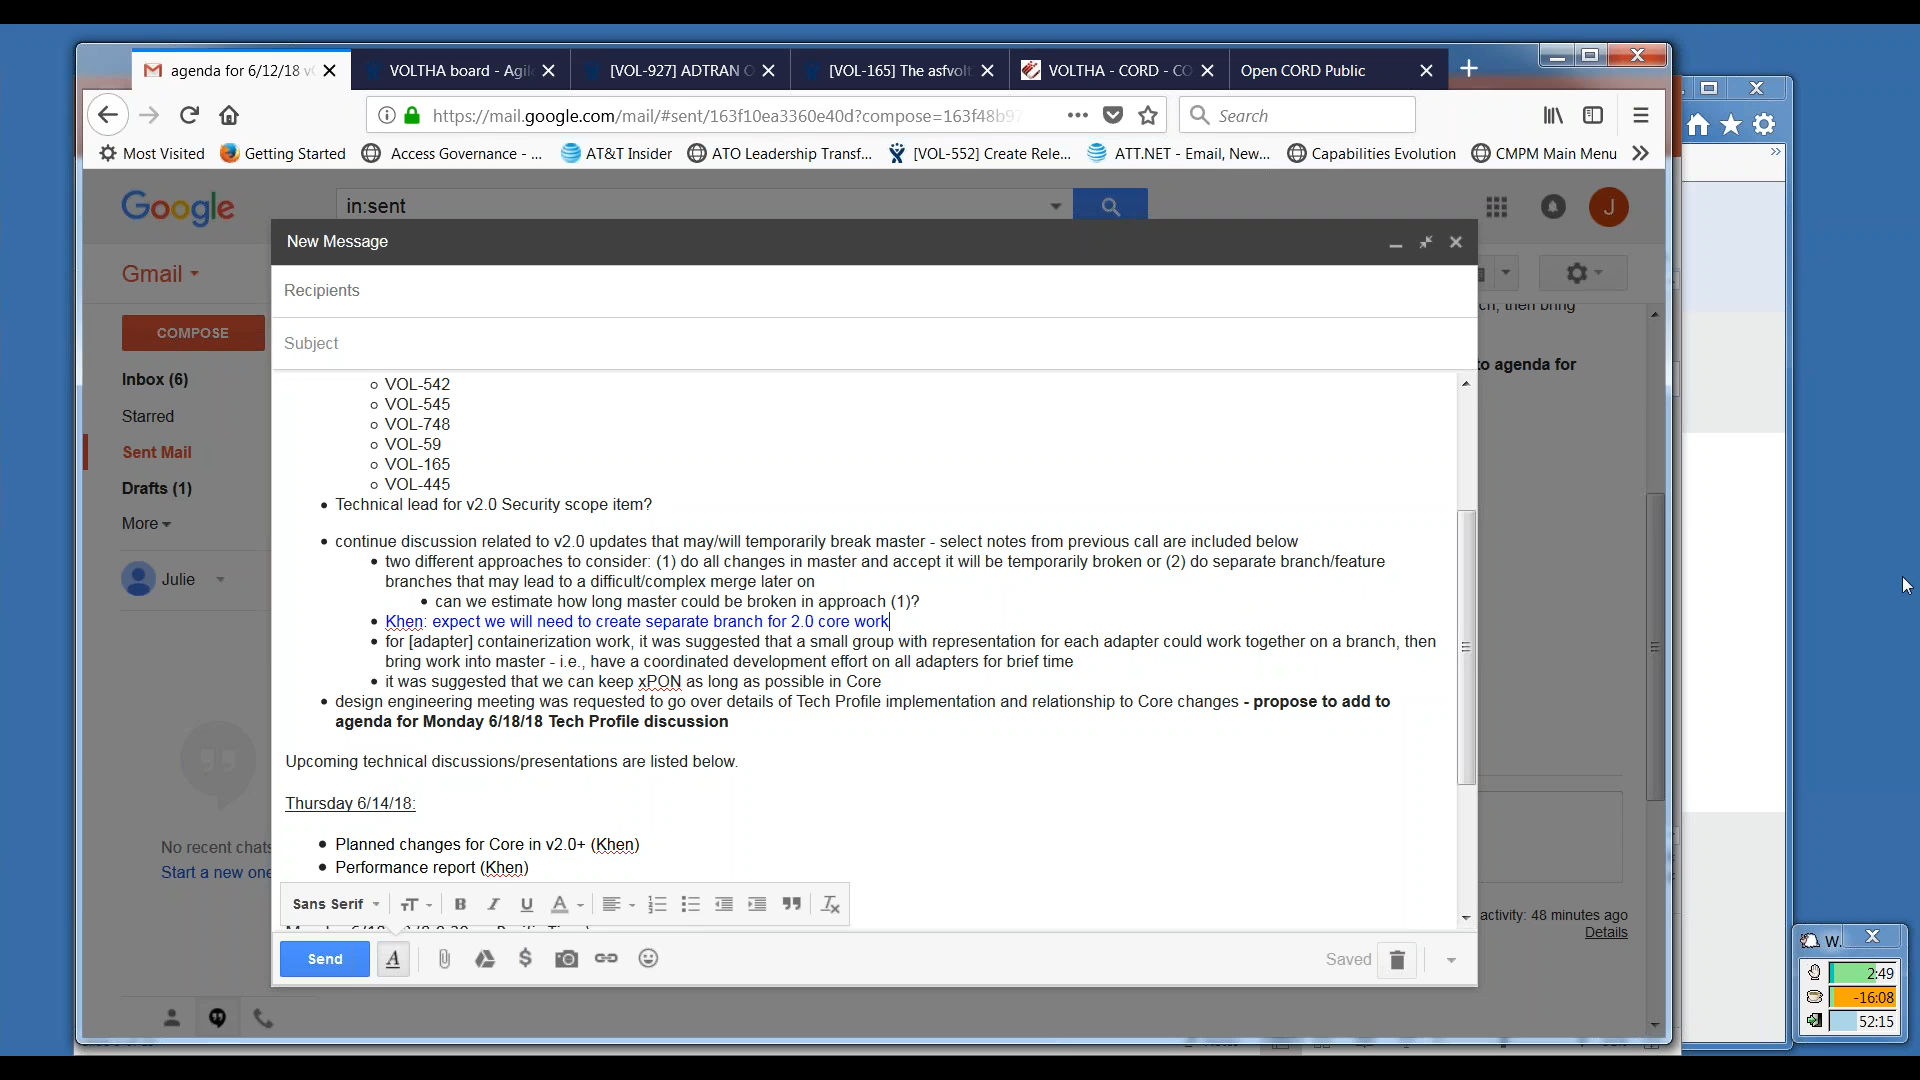 agenda for 6/12/18 v
VOLTHA board - Agil
[VOL-927] ADTRAN O
[VOL-165] The asfvolt
VOLTHA - CORD - CO
Open CORD Public
https://mail.google.com/mail/#sent/163f10ea3360e40d?compose=163f48b97
Search
Most Visited
Getting Started
Access Governance - ...
AT&T Insider
ATO Leadership Transf...
[VOL-552] Create Rele...
ATT.NET - Email, New...
Capabilities Evolution
CMPM Main Menu
Google
in:sent
J
New Message
Gmail
Recipients
COMPOSE
Subject
to agenda for
Inbox (6)
Starred
Sent Mail
Drafts (1)
More
Julie
No recent chats
Start a new one
VOL-542
VOL-545
VOL-748
VOL-59
VOL-165
VOL-445
Technical lead for v2.0 Security scope item?
continue discussion related to v2.0 updates that may/will temporarily break master - select notes from previous call are included below
two different approaches to consider: (1) do all changes in master and accept it will be temporarily broken or (2) do separate branch/feature
branches that may lead to a difficult/complex merge later on
can we estimate how long master could be broken in approach (1)?
Khen: expect we will need to create separate branch for 2.0 core work
for [adapter] containerization work, it was suggested that a small group with representation for each adapter could work together on a branch, then
bring work into master - i.e., have a coordinated development effort on all adapters for brief time
it was suggested that we can keep xPON as long as possible in Core
design engineering meeting was requested to go over details of Tech Profile implementation and relationship to Core changes - propose to add to
agenda for Monday 6/18/18 Tech Profile discussion
Upcoming technical discussions/presentations are listed below.
Thursday 6/14/18:
Planned changes for Core in v2.0+ (Khen)
Performance report (Khen)
Sans Serif
Send
Saved
activity: 48 minutes ago
Details
W.
2:49
-16:08
52:15